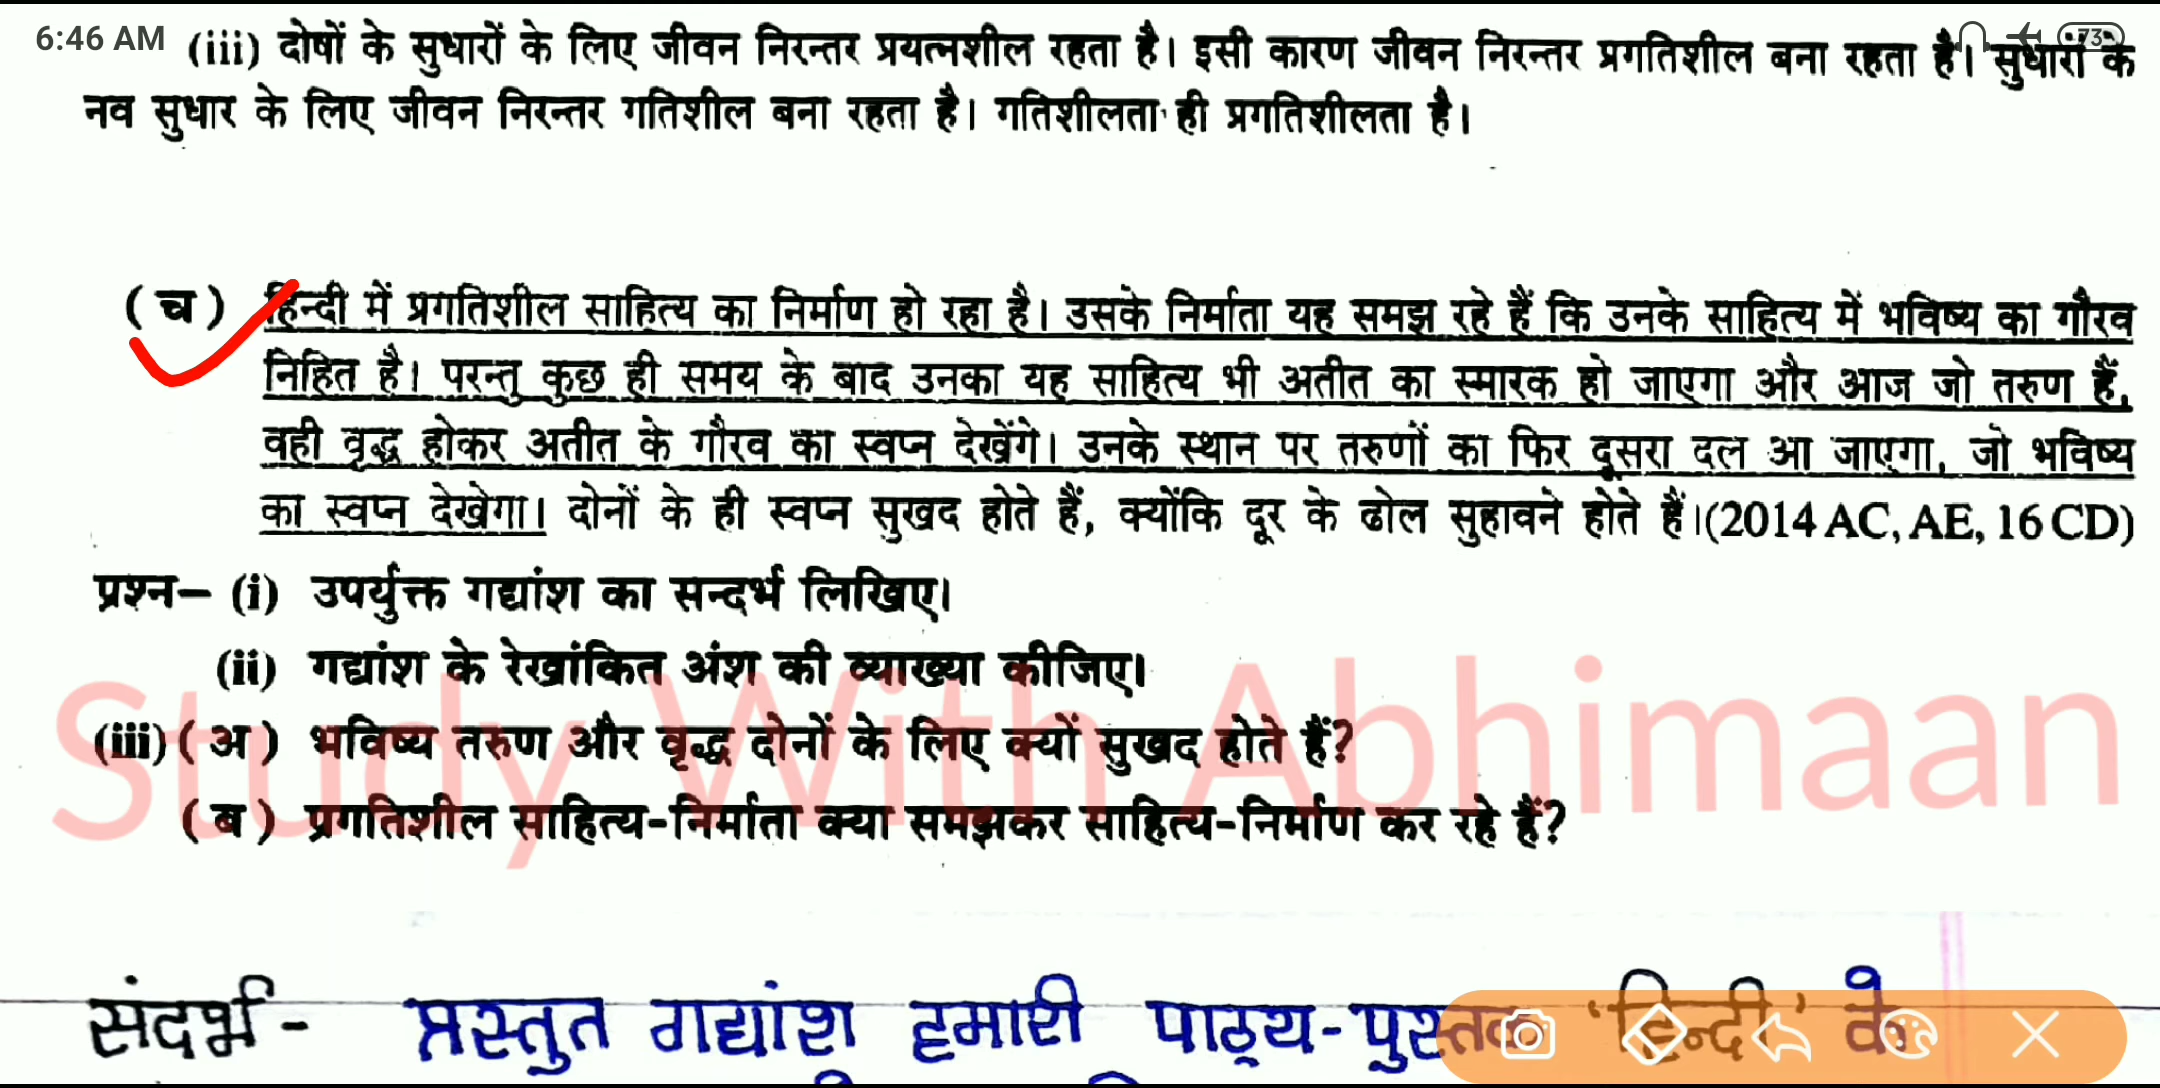 6:46 AM
73
(iii) दोषों के सुधारों के लिए जीवन निरन्तर प्रयत्नशील रहता है। इसी कारण जीवन निरन्तर प्रगतिशील बना रहता है। सुधारों के
नव सुधार के लिए जीवन निरन्तर गतिशील बना रहता है। गतिशीलता ही प्रगतिशीलता है।
(च) हिन्दी में प्रगतिशील साहित्य का निर्माण हो रहा है। उसके निर्माता यह समझ रहे हैं कि उनके साहित्य में भविष्य का गौरव
निहित है। परन्तु कुछ ही समय के बाद उनका यह साहित्य भी अतीत का स्मारक हो जाएगा और आज जो तरुण हैं,
वही वृद्ध होकर अतीत के गौरव का स्वप्न देखेंगे। उनके स्थान पर तरुणों का फिर दूसरा दल आ जाएगा, जो भविष्य
का स्वप्न देखेगा। दोनों के ही स्वप्न सुखद होते हैं, क्योंकि दूर के ढोल सुहावने होते हैं।(2014 AC, AE, 16 CD)
प्रश्न– (i) उपर्युक्त गद्यांश का सन्दर्भ लिखिए।
(ii) गद्यांश के रेखांकित अंश की व्याख्या कीजिए।
(iii) (अ) भविष्य तरुण और वृद्ध दोनों के लिए क्यों सुखद होते हैं?
(ब) प्रगतिशील साहित्य-निर्माता क्या समझकर साहित्य-निर्माण कर रहे हैं?
Study With Abhimaan
संदर्भ - प्रस्तुत गद्यांश हमारी पाठ्य-पुस्तक 'हिन्दी' के